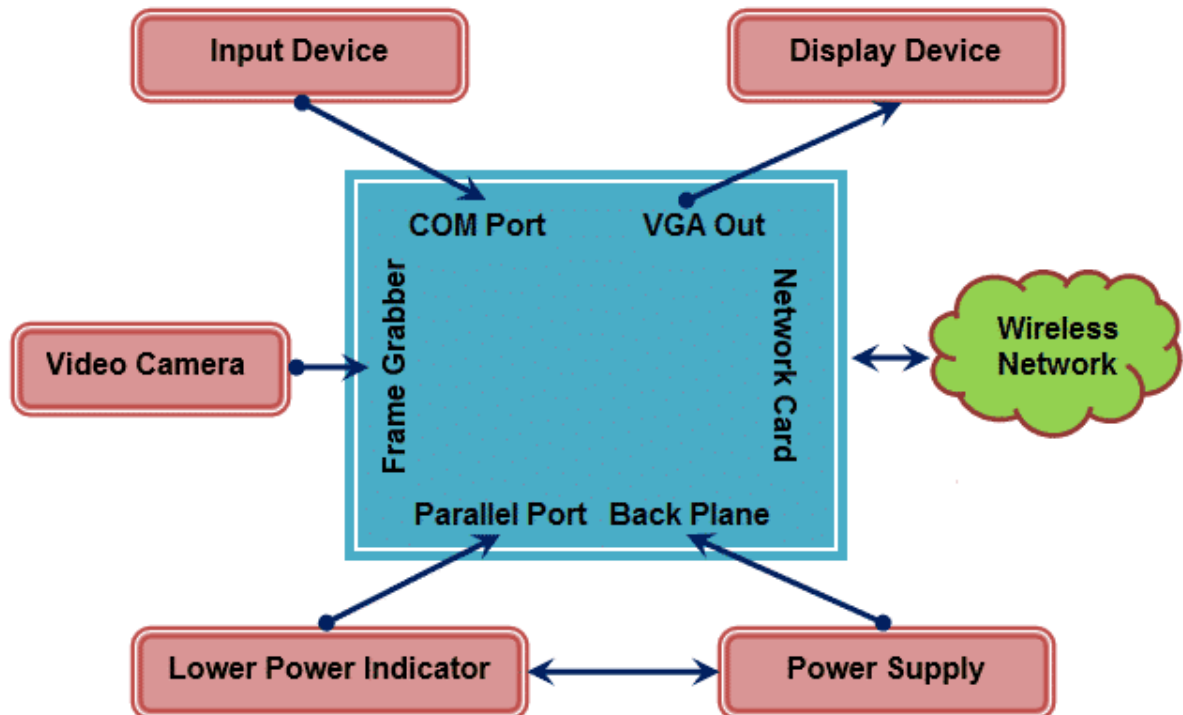 Input Device
Display Device
COM Port
VGA Out
Frame Grabber
Network Card
Video Camera
Wireless
Network
Parallel Port
Back Plane
Lower Power Indicator
Power Supply